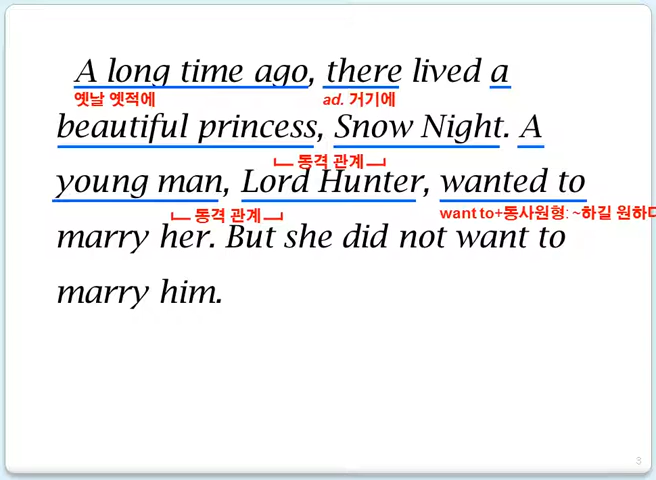 A long time ago, there lived a
옛날 옛적에 ad. 거기에
beautiful princess, Snow Night. A
동격 관계
young man, Lord Hunter, wanted to
동격 관계 want to+동사원형: ~하길 원하다
marry her. But she did not want to
marry him.
3